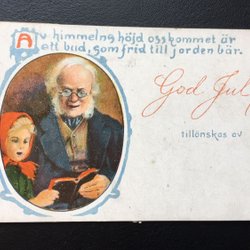 Av himmelns höjd oss kommet är
ett bud, som frid till jorden bär.
God Jul
tillönskas av